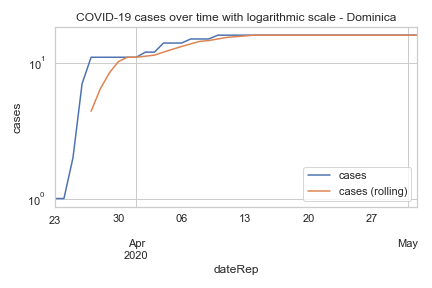 COVID-19 cases over time with logarithmic scale - Dominica
cases
10¹
10⁰
cases
cases (rolling)
23
30
06
13
20
27
Apr
2020
May
dateRep